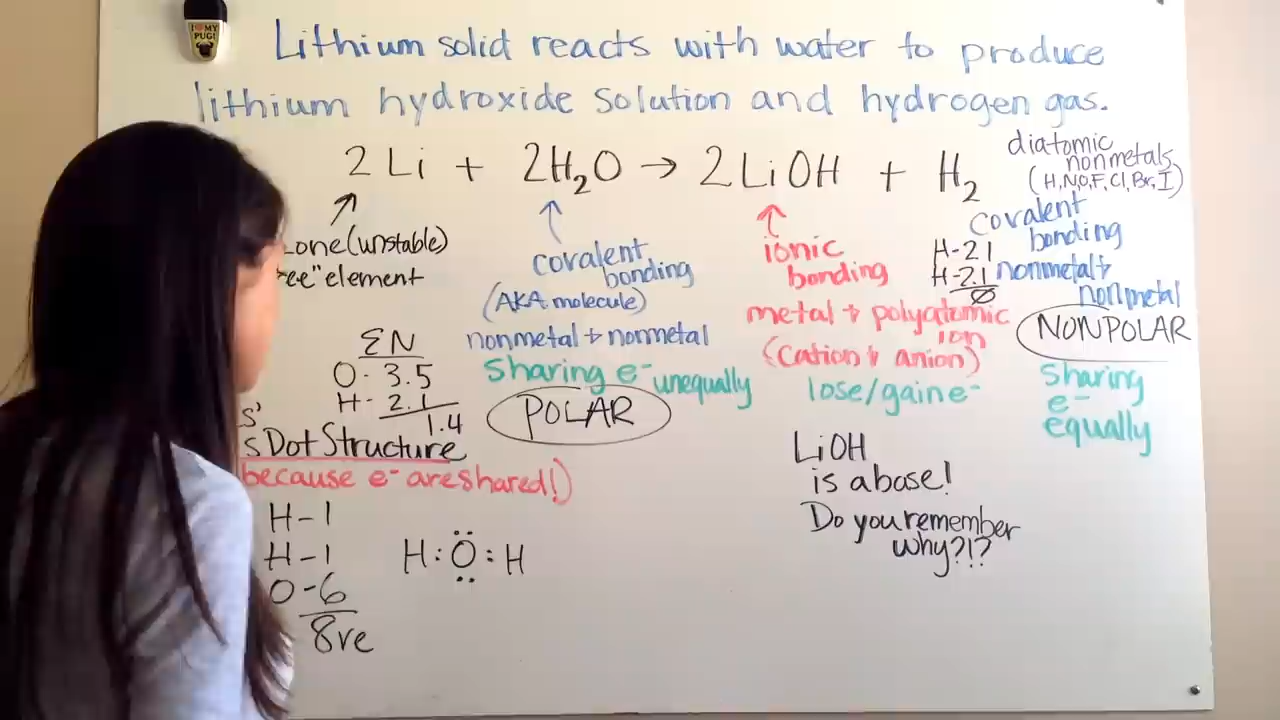 I ♥ MY
PUG!
Lithium solid reacts with water to produce
lithium hydroxide solution and hydrogen gas.
2 Li + 2H₂O → 2 LiOH + H₂
diatomic
nonmetals
(H,N,O,F,Cl,Br,I)
lone (unstable)
"ee" element
covalent
bonding
(AKA molecule)
nonmetal + nonmetal
sharing e⁻ unequally
POLAR
ionic
bonding
metal + polyatomic
ion
(cation + anion)
lose/gain e⁻
covalent
bonding
H-2.1
H-2.1
Ø
nonmetal +
nonmetal
NONPOLAR
sharing
e⁻
equally
EN
O - 3.5
H - 2.1
1.4
s'
s Dot Structure
because e⁻ are shared!)
H-1
H-1
O-6
8ve
H:Ö:H
LiOH
is a base!
Do you remember
why?!?